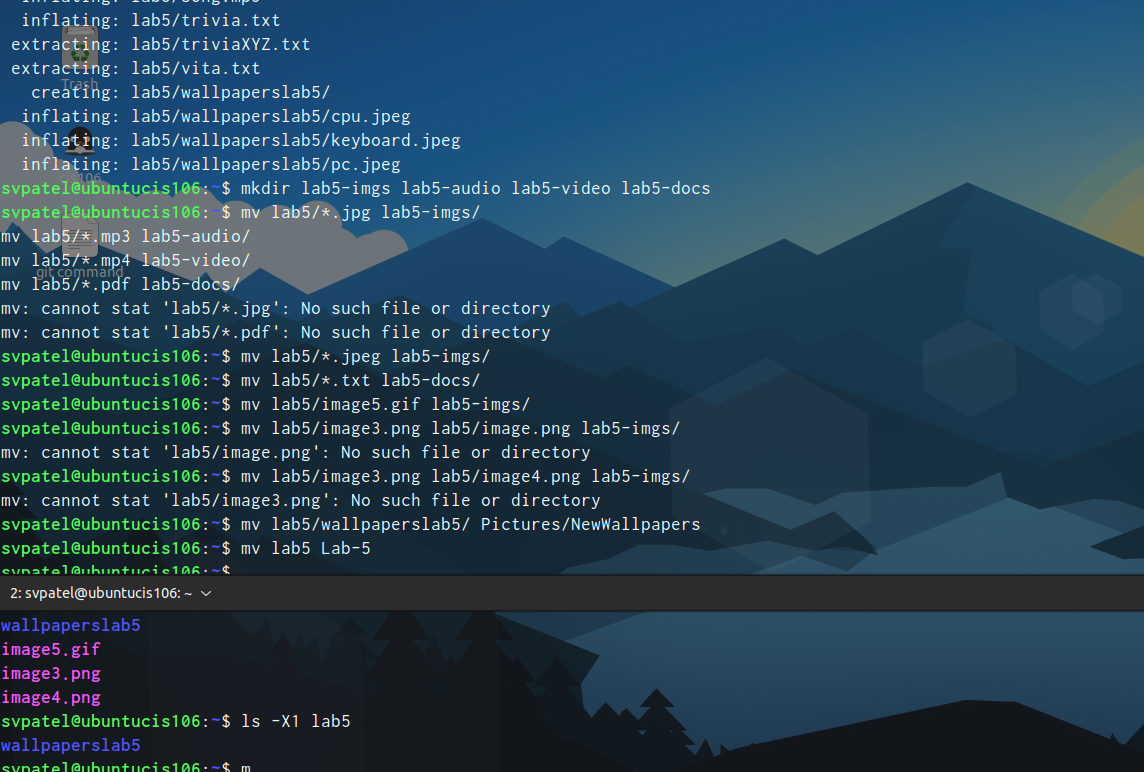 inflating: lab5/song.mp3
inflating: lab5/trivia.txt
extracting: lab5/triviaXYZ.txt
extracting: lab5/vita.txt
Trash
creating: lab5/wallpaperslab5/
inflating: lab5/wallpaperslab5/cpu.jpeg
inflating: lab5/wallpaperslab5/keyboard.jpeg
inflating: lab5/wallpaperslab5/pc.jpeg
cis106
svpatel@ubuntucis106:~$ mkdir lab5-imgs lab5-audio lab5-video lab5-docs
svpatel@ubuntucis106:~$ mv lab5/*.jpg lab5-imgs/
mv lab5/*.mp3 lab5-audio/
mv lab5/*.mp4 lab5-video/
git command
mv lab5/*.pdf lab5-docs/
mv: cannot stat 'lab5/*.jpg': No such file or directory
mv: cannot stat 'lab5/*.pdf': No such file or directory
svpatel@ubuntucis106:~$ mv lab5/*.jpeg lab5-imgs/
svpatel@ubuntucis106:~$ mv lab5/*.txt lab5-docs/
svpatel@ubuntucis106:~$ mv lab5/image5.gif lab5-imgs/
svpatel@ubuntucis106:~$ mv lab5/image3.png lab5/image.png lab5-imgs/
mv: cannot stat 'lab5/image.png': No such file or directory
svpatel@ubuntucis106:~$ mv lab5/image3.png lab5/image4.png lab5-imgs/
mv: cannot stat 'lab5/image3.png': No such file or directory
svpatel@ubuntucis106:~$ mv lab5/wallpaperslab5/ Pictures/NewWallpapers
svpatel@ubuntucis106:~$ mv lab5 Lab-5
svpatel@ubuntucis106:~$
2: svpatel@ubuntucis106: ~
wallpaperslab5
image5.gif
image3.png
image4.png
svpatel@ubuntucis106:~$ ls -X1 lab5
wallpaperslab5
svpatel@ubuntucis106:~$ m